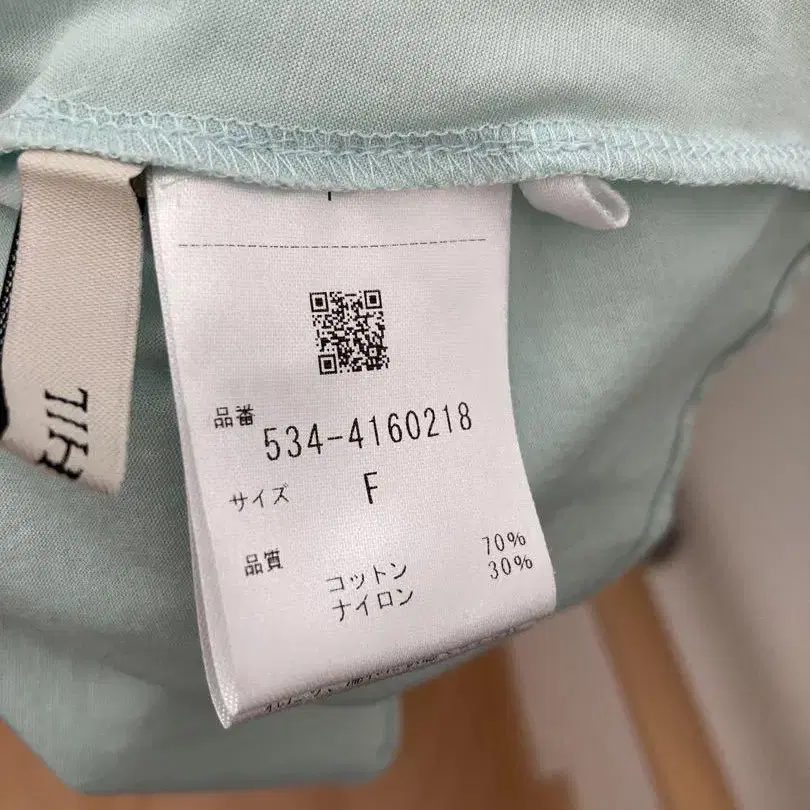 HIL
品番
534-4160218
サイズ F
品質
コットン 70%
ナイロン 30%